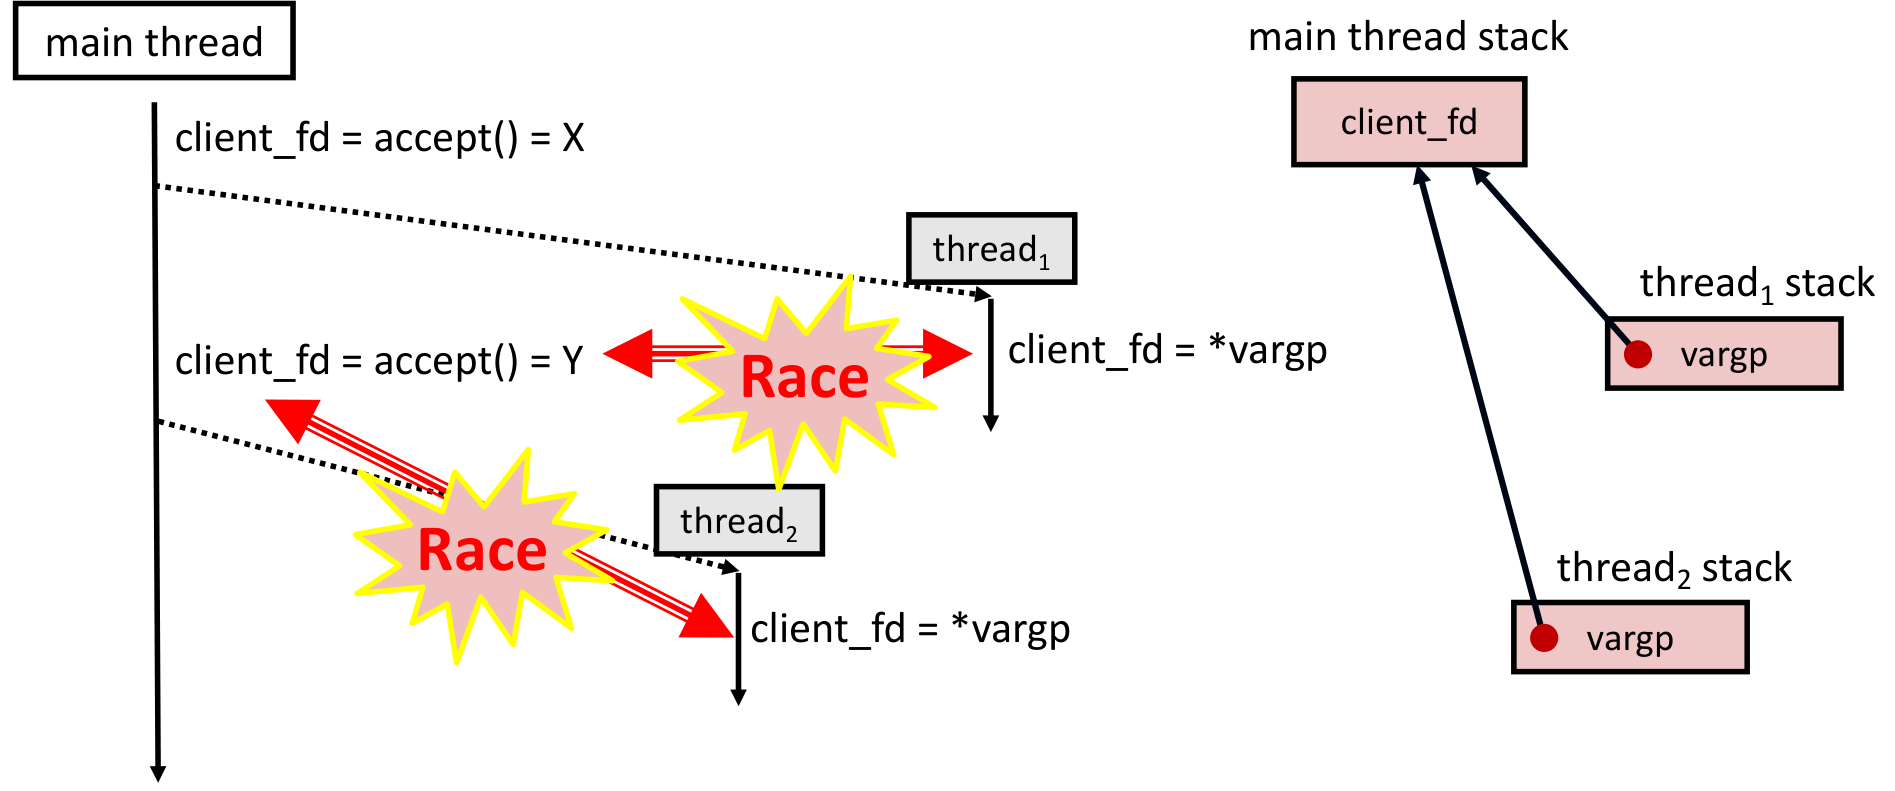 main thread
main thread stack
client_fd
client_fd = accept() = X
thread₁
thread₁ stack
client_fd = accept() = Y
Race
client_fd = *vargp
vargp
thread₂
Race
thread₂ stack
client_fd = *vargp
vargp